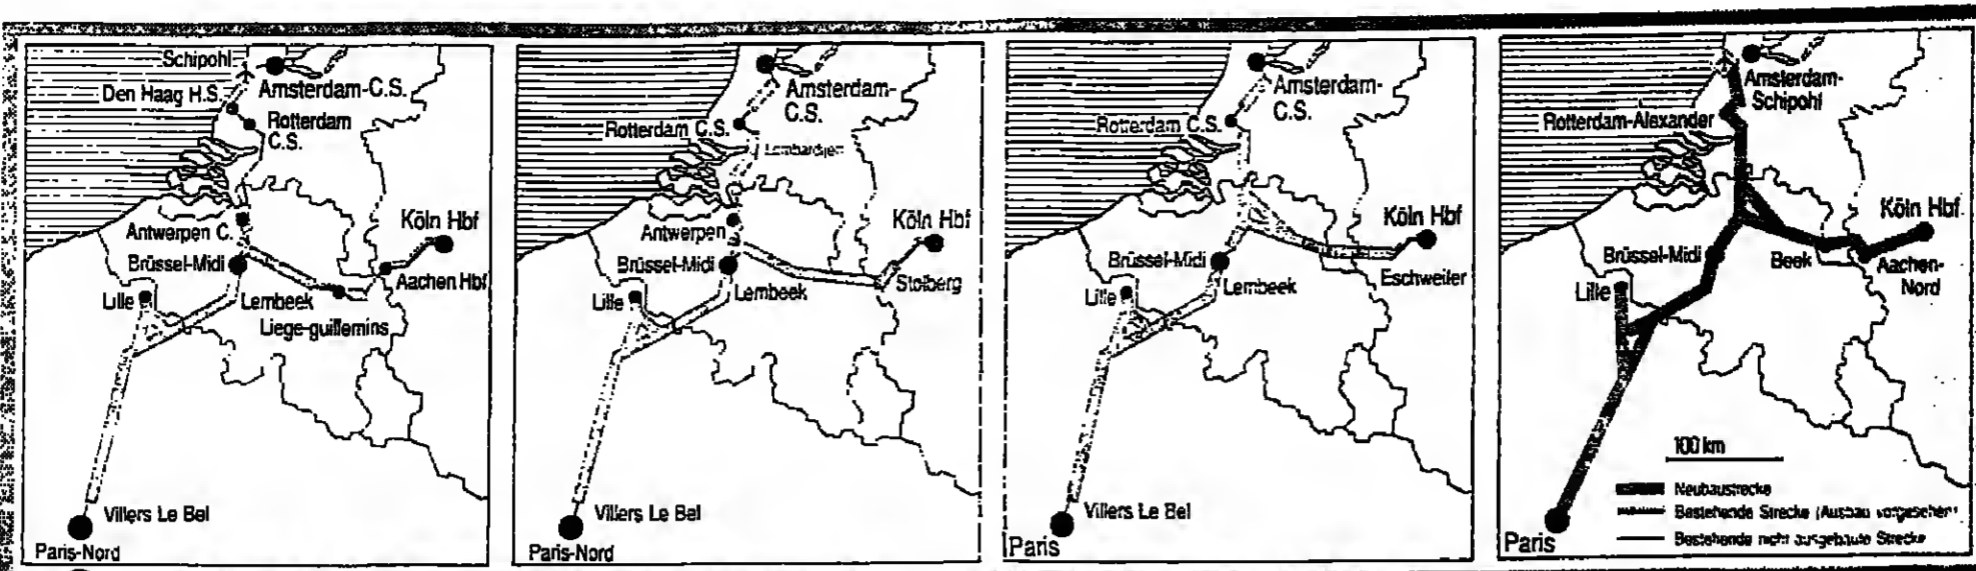 Schipohl
Amsterdam-C.S.
Den Haag H.S.
Rotterdam
C.S.
Antwerpen C.
Köln Hbf
Brüssel-Midi
Aachen Hbf
Lille
Lembeek
Liege-guillemins
Villers Le Bel
Paris-Nord
Amsterdam-
C.S.
Rotterdam C.S.
Antwerpen
Köln Hbf
Brüssel-Midi
Stolberg
Lille
Lembeek
Villers Le Bel
Paris-Nord
Amsterdam-
C.S.
Rotterdam C.S.
Köln Hbf
Brüssel-Midi
Eschweiler
Lille
Lembeek
Villers Le Bel
Paris
Amsterdam-
Schipohl
Rotterdam-Alexander
Köln Hbf.
Brüssel-Midi
Beek
Aachen-
Nord
Lille
100 km
Neubaustrecke
Bestehende Strecke (Ausbau vorgesehen)
Bestehende nicht ausgebaute Strecke
Paris